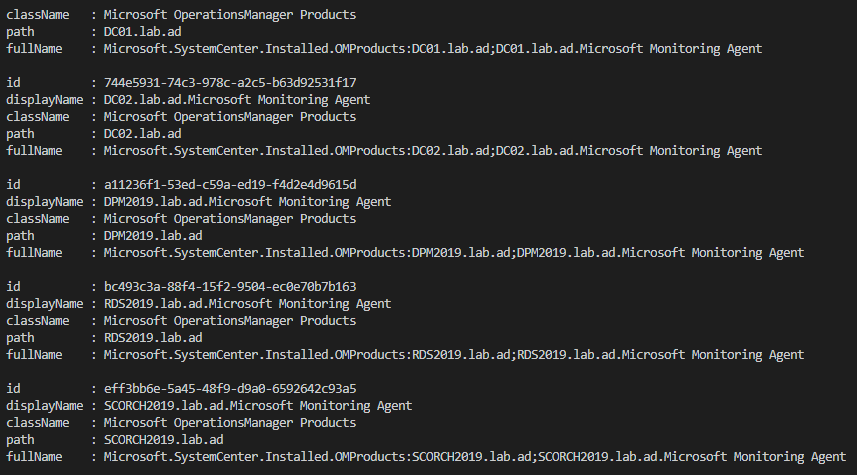 className   : Microsoft OperationsManager Products
path        : DC01.lab.ad
fullName    : Microsoft.SystemCenter.Installed.OMProducts:DC01.lab.ad;DC01.lab.ad.Microsoft Monitoring Agent

id          : 744e5931-74c3-978c-a2c5-b63d92531f17
displayName : DC02.lab.ad.Microsoft Monitoring Agent
className   : Microsoft OperationsManager Products
path        : DC02.lab.ad
fullName    : Microsoft.SystemCenter.Installed.OMProducts:DC02.lab.ad;DC02.lab.ad.Microsoft Monitoring Agent

id          : a11236f1-53ed-c59a-ed19-f4d2e4d9615d
displayName : DPM2019.lab.ad.Microsoft Monitoring Agent
className   : Microsoft OperationsManager Products
path        : DPM2019.lab.ad
fullName    : Microsoft.SystemCenter.Installed.OMProducts:DPM2019.lab.ad;DPM2019.lab.ad.Microsoft Monitoring Agent

id          : bc493c3a-88f4-15f2-9504-ec0e70b7b163
displayName : RDS2019.lab.ad.Microsoft Monitoring Agent
className   : Microsoft OperationsManager Products
path        : RDS2019.lab.ad
fullName    : Microsoft.SystemCenter.Installed.OMProducts:RDS2019.lab.ad;RDS2019.lab.ad.Microsoft Monitoring Agent

id          : eff3bb6e-5a45-48f9-d9a0-6592642c93a5
displayName : SCORCH2019.lab.ad.Microsoft Monitoring Agent
className   : Microsoft OperationsManager Products
path        : SCORCH2019.lab.ad
fullName    : Microsoft.SystemCenter.Installed.OMProducts:SCORCH2019.lab.ad;SCORCH2019.lab.ad.Microsoft Monitoring Agent